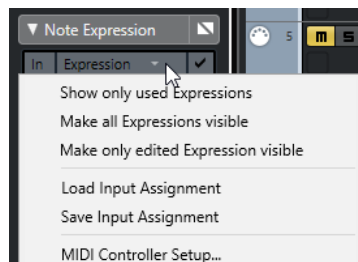 Note Expression
In Expression
5 m S
Show only used Expressions
Make all Expressions visible
Make only edited Expression visible
Load Input Assignment
Save Input Assignment
MIDI Controller Setup...